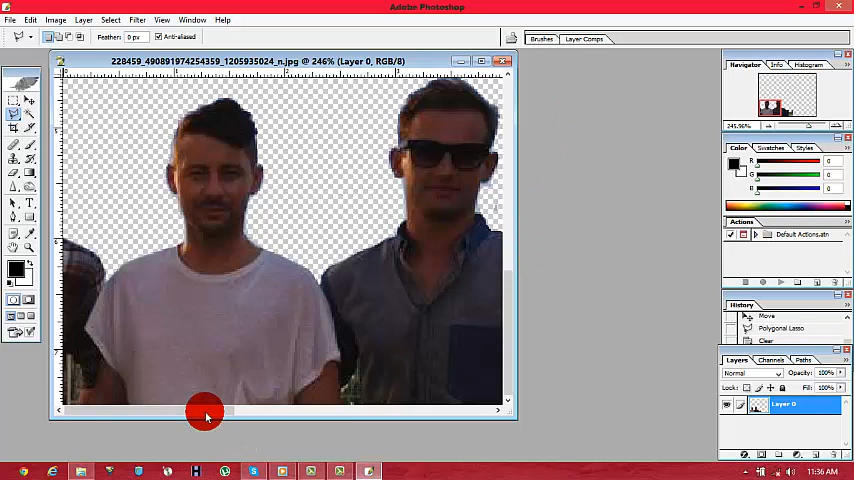 Adobe Photoshop
File Edit Image Layer Select Filter View Window Help
Feather: 0 px Anti-aliased Brushes Layer Comps
228459_490891974254359_1205935024_n.jpg @ 246% (Layer 0, RGB/8)
Navigator Info Histogram
245.96%
Color Swatches Styles
R 0
G 0
B 0
Actions
Default Actions.atn
History
Move
Polygonal Lasso
Clear
Layers Channels Paths
Normal Opacity: 100%
Lock: Fill: 100%
Layer 0
11:36 AM